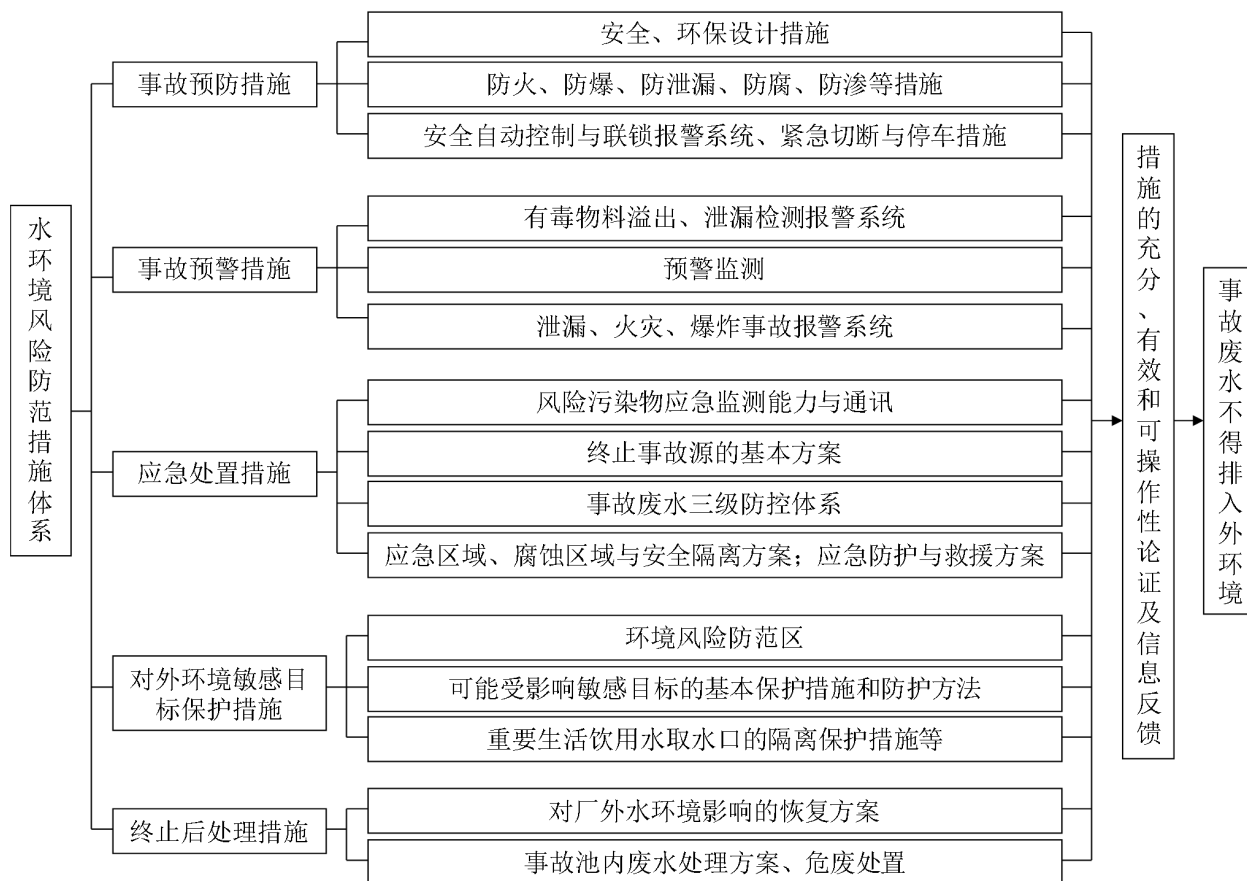 水环境风险防范措施体系
事故预防措施
安全、环保设计措施
防火、防爆、防泄漏、防腐、防渗等措施
安全自动控制与联锁报警系统、紧急切断与停车措施
事故预警措施
有毒物料溢出、泄漏检测报警系统
预警监测
泄漏、火灾、爆炸事故报警系统
应急处置措施
风险污染物应急监测能力与通讯
终止事故源的基本方案
事故废水三级防控体系
应急区域、腐蚀区域与安全隔离方案；应急防护与救援方案
对外环境敏感目
标保护措施
环境风险防范区
可能受影响敏感目标的基本保护措施和防护方法
重要生活饮用水取水口的隔离保护措施等
终止后处理措施
对厂外水环境影响的恢复方案
事故池内废水处理方案、危废处置
措施的充分、有效和可操作性论证及信息反馈
事故废水不得排入外环境